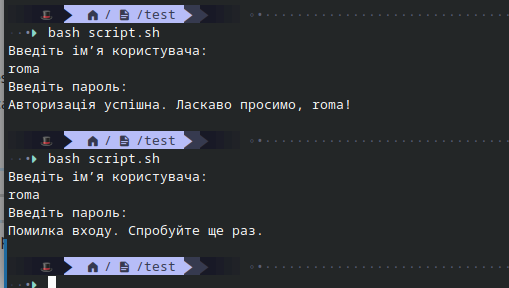 / /test
bash script.sh
Введіть ім’я користувача:
roma
Введіть пароль:
Авторизація успішна. Ласкаво просимо, roma!
/ /test
bash script.sh
Введіть ім’я користувача:
roma
Введіть пароль:
Помилка входу. Спробуйте ще раз.
/ /test